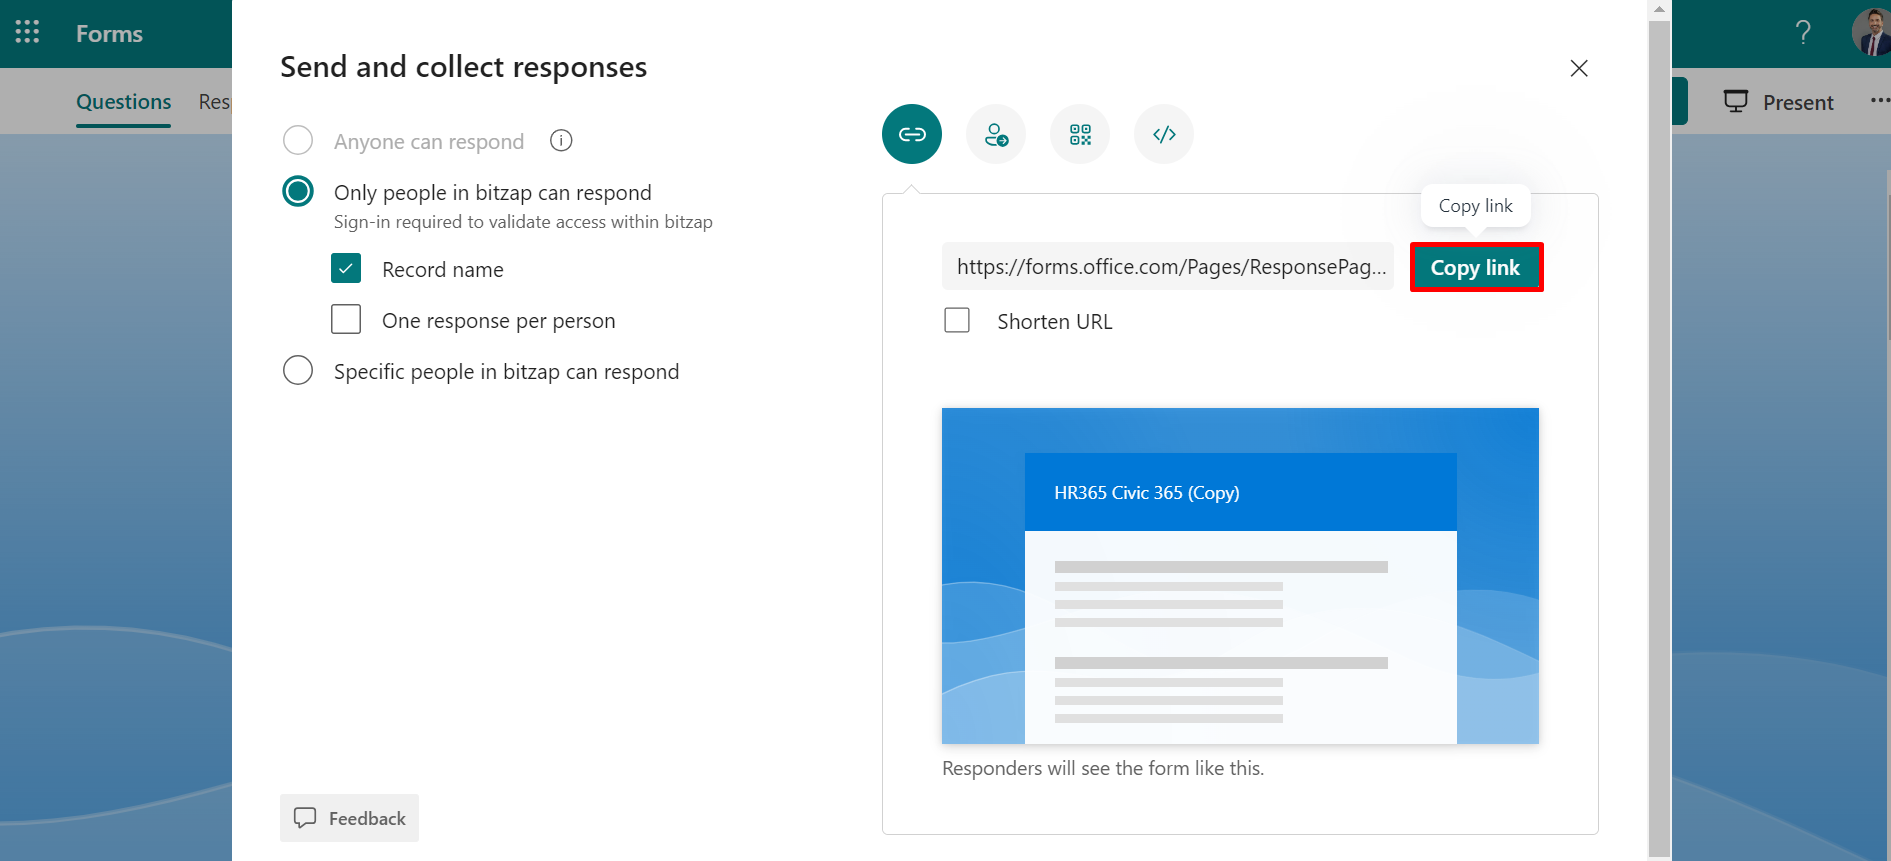 Forms
?
Questions
Res
Present
Send and collect responses
Anyone can respond
Only people in bitzap can respond
Sign-in required to validate access within bitzap
Record name
One response per person
Specific people in bitzap can respond
Feedback
Copy link
https://forms.office.com/Pages/ResponsePag...
Copy link
Shorten URL
HR365 Civic 365 (Copy)
Responders will see the form like this.